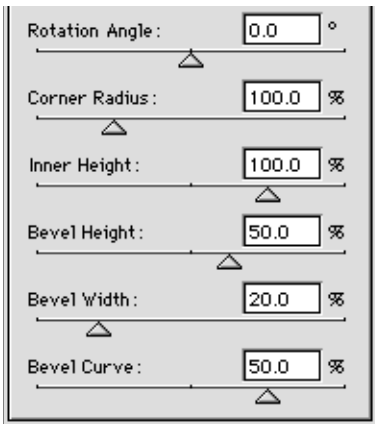 Rotation Angle: 0.0 °
Corner Radius: 100.0 %
Inner Height: 100.0 %
Bevel Height: 50.0 %
Bevel Width: 20.0 %
Bevel Curve: 50.0 %